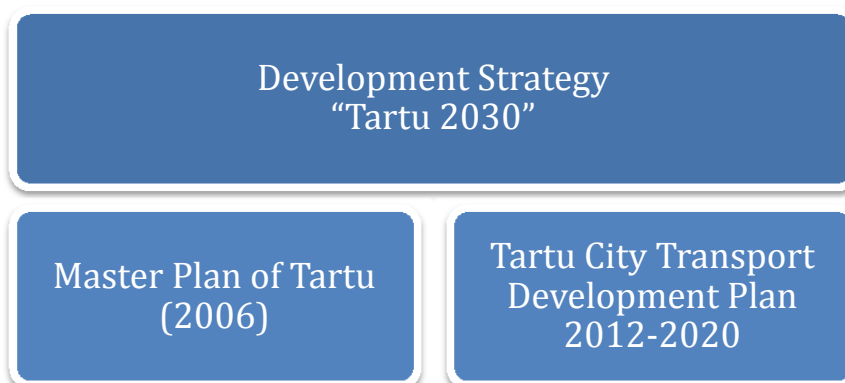 Development Strategy
“Tartu 2030”
Master Plan of Tartu
(2006)
Tartu City Transport
Development Plan
2012-2020